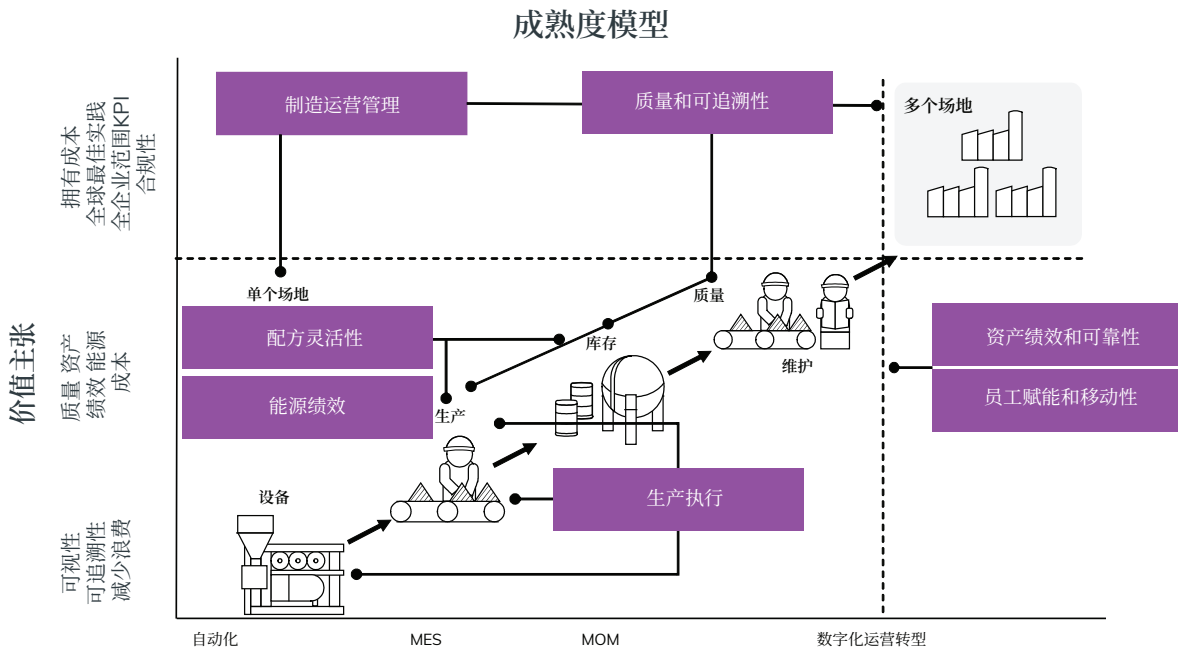 成熟度模型
制造运营管理
质量和可追溯性
多个场地
拥有成本
全球最佳实践
全企业范围KPI
合规性
单个场地
质量
配方灵活性
库存
维护
资产绩效和可靠性
能源绩效
生产
员工赋能和移动性
价值主张
质量 资产
绩效 能源
成本
设备
生产执行
可视性
可追溯性
减少浪费
自动化
MES
MOM
数字化运营转型